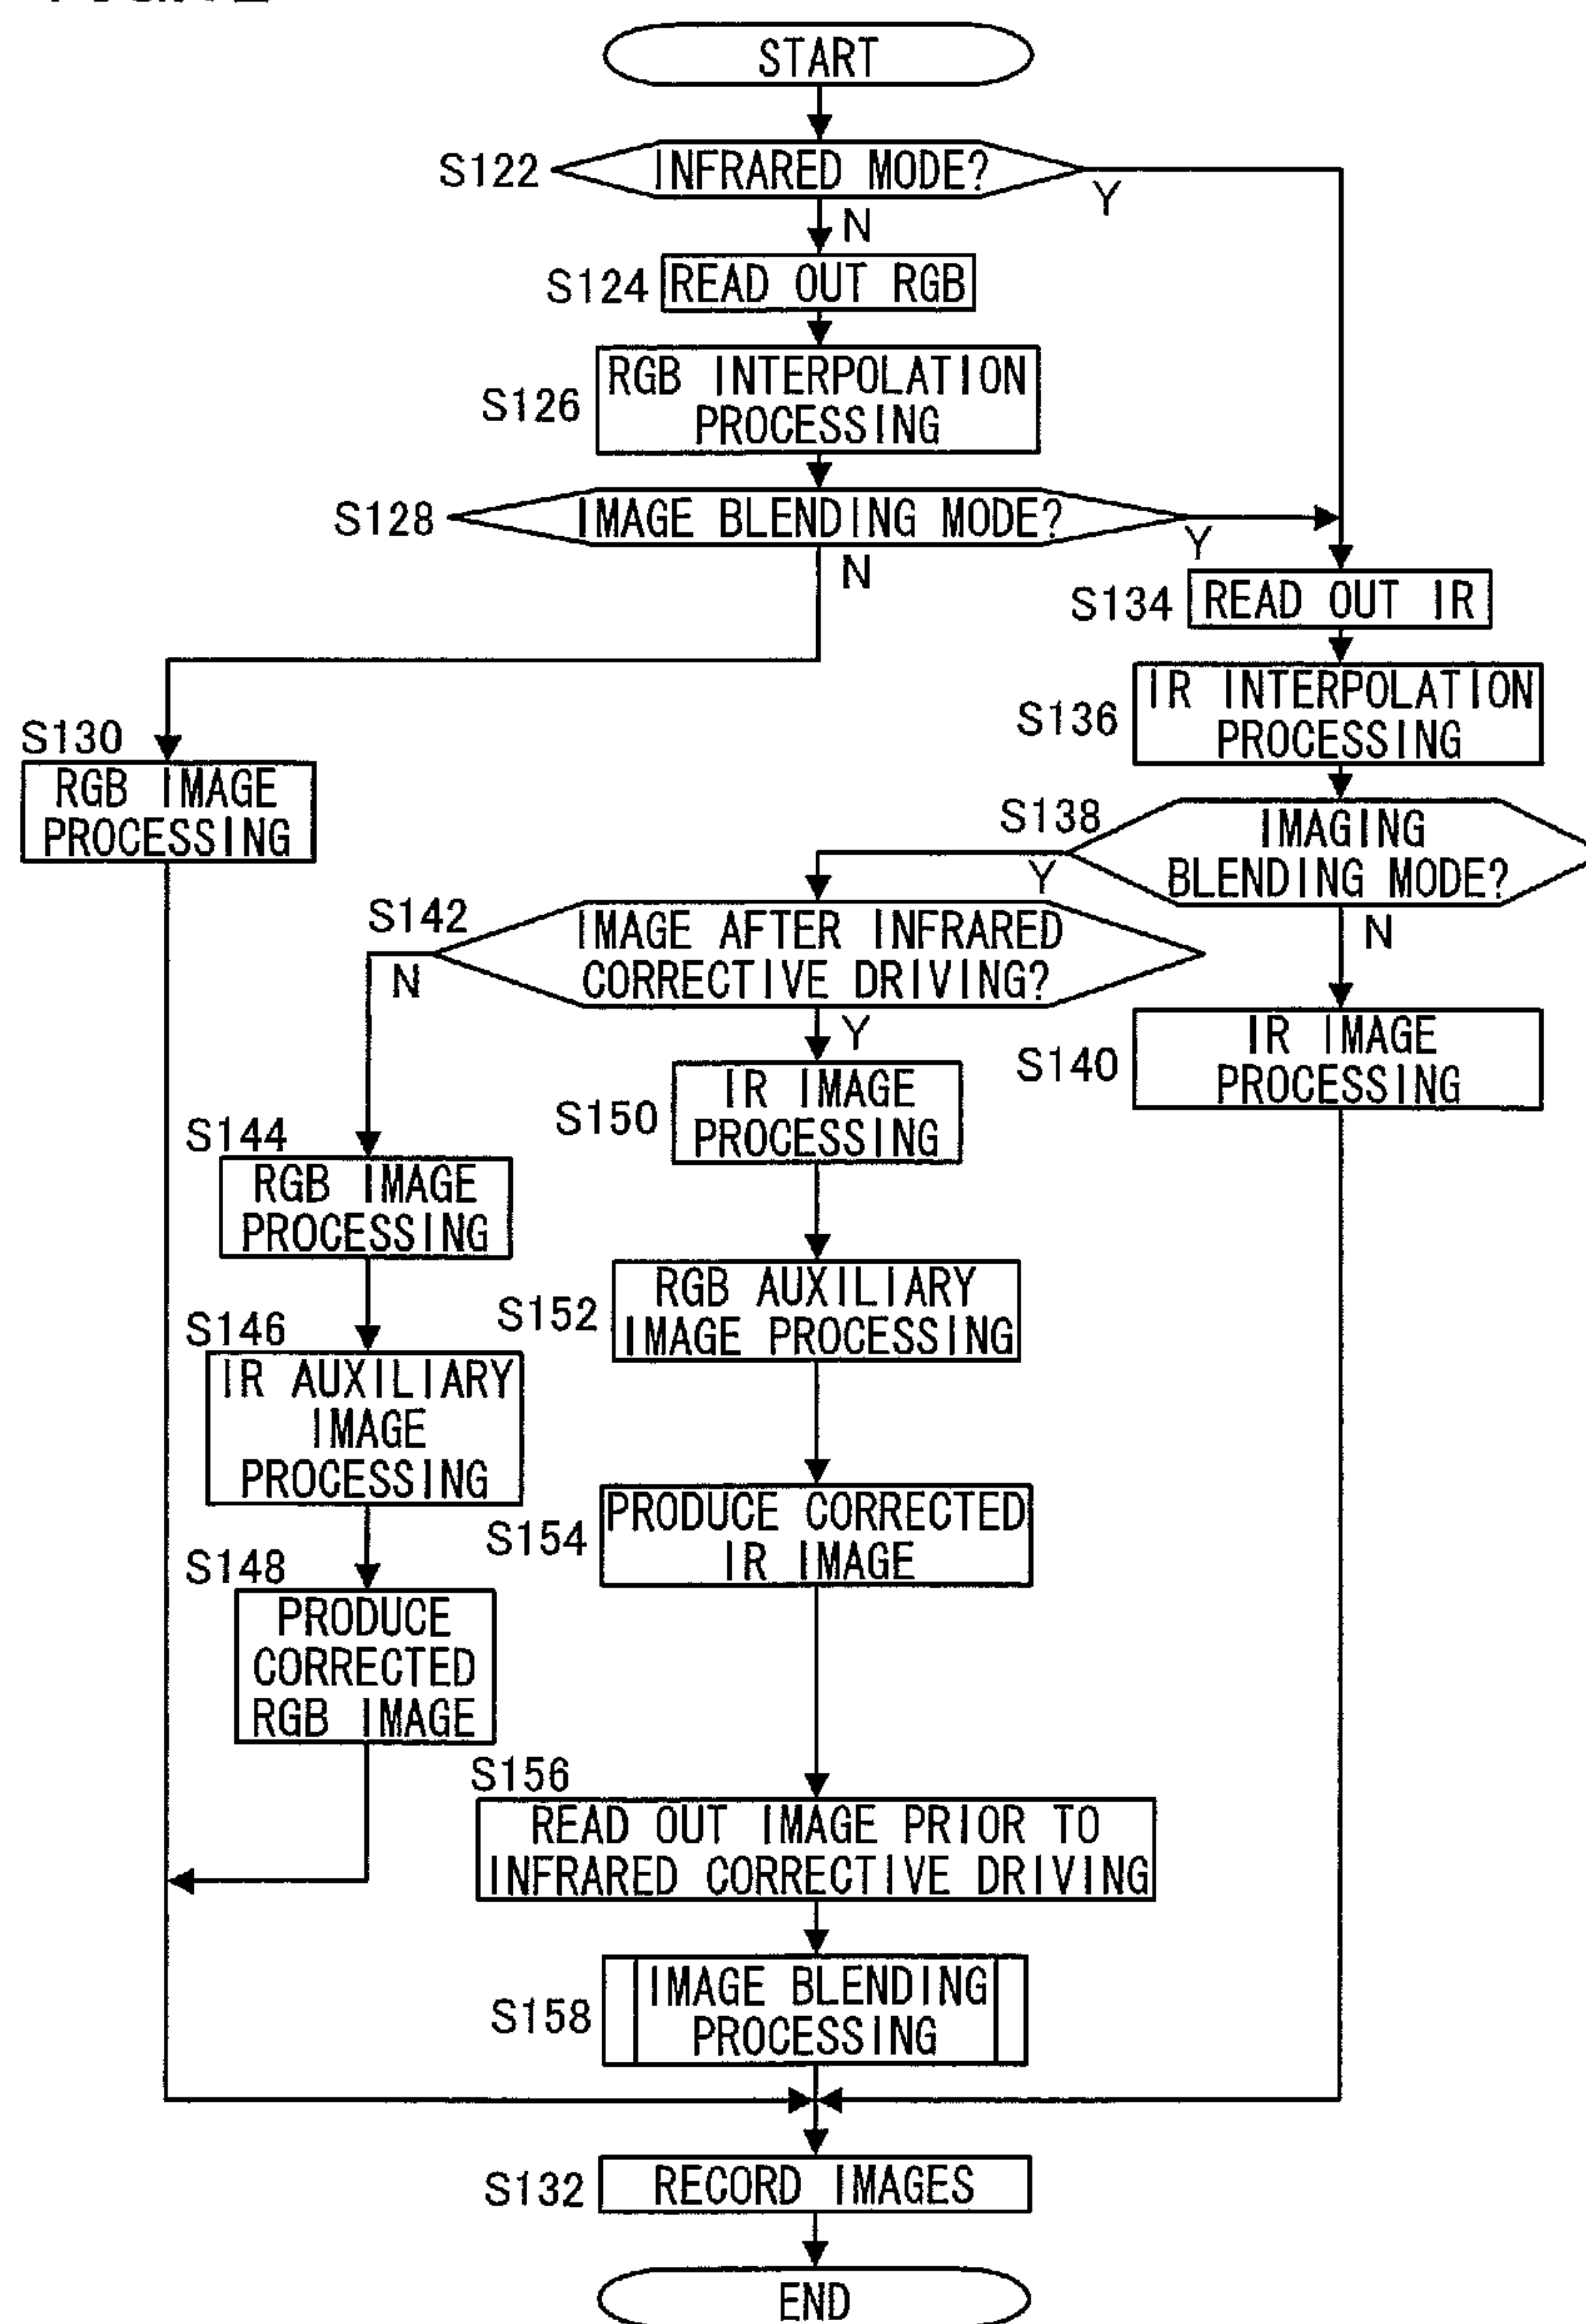 START
S122
INFRARED MODE?
Y
N
S124
READ OUT RGB
S126
RGB INTERPOLATION
PROCESSING
S128
IMAGE BLENDING MODE?
Y
N
S134
READ OUT IR
S136
IR INTERPOLATION
PROCESSING
S130
RGB IMAGE
PROCESSING
S138
IMAGING
BLENDING MODE?
Y
N
S142
IMAGE AFTER INFRARED
CORRECTIVE DRIVING?
N
Y
S140
IR IMAGE
PROCESSING
S150
IR IMAGE
PROCESSING
S144
RGB IMAGE
PROCESSING
S152
RGB AUXILIARY
IMAGE PROCESSING
S146
IR AUXILIARY
IMAGE
PROCESSING
S154
PRODUCE CORRECTED
IR IMAGE
S148
PRODUCE
CORRECTED
RGB IMAGE
S156
READ OUT IMAGE PRIOR TO
INFRARED CORRECTIVE DRIVING
S158
IMAGE BLENDING
PROCESSING
S132
RECORD IMAGES
END